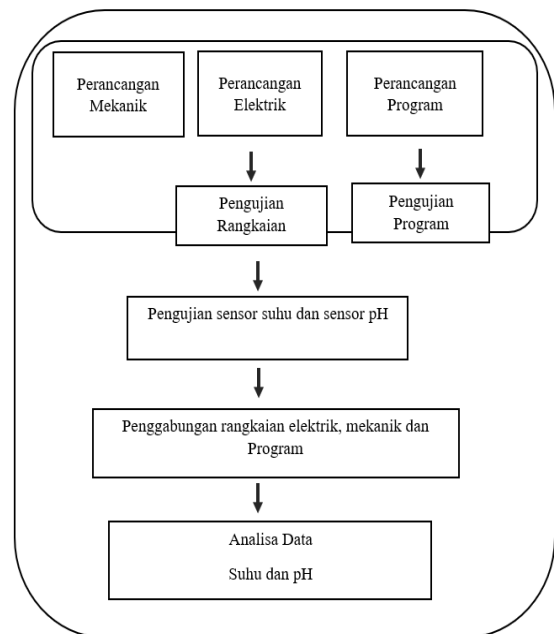 Perancangan
Mekanik
Perancangan
Elektrik
Perancangan
Program
Pengujian
Rangkaian
Pengujian
Program
Pengujian sensor suhu dan sensor pH
Penggabungan rangkaian elektrik, mekanik dan
Program
Analisa Data
Suhu dan pH